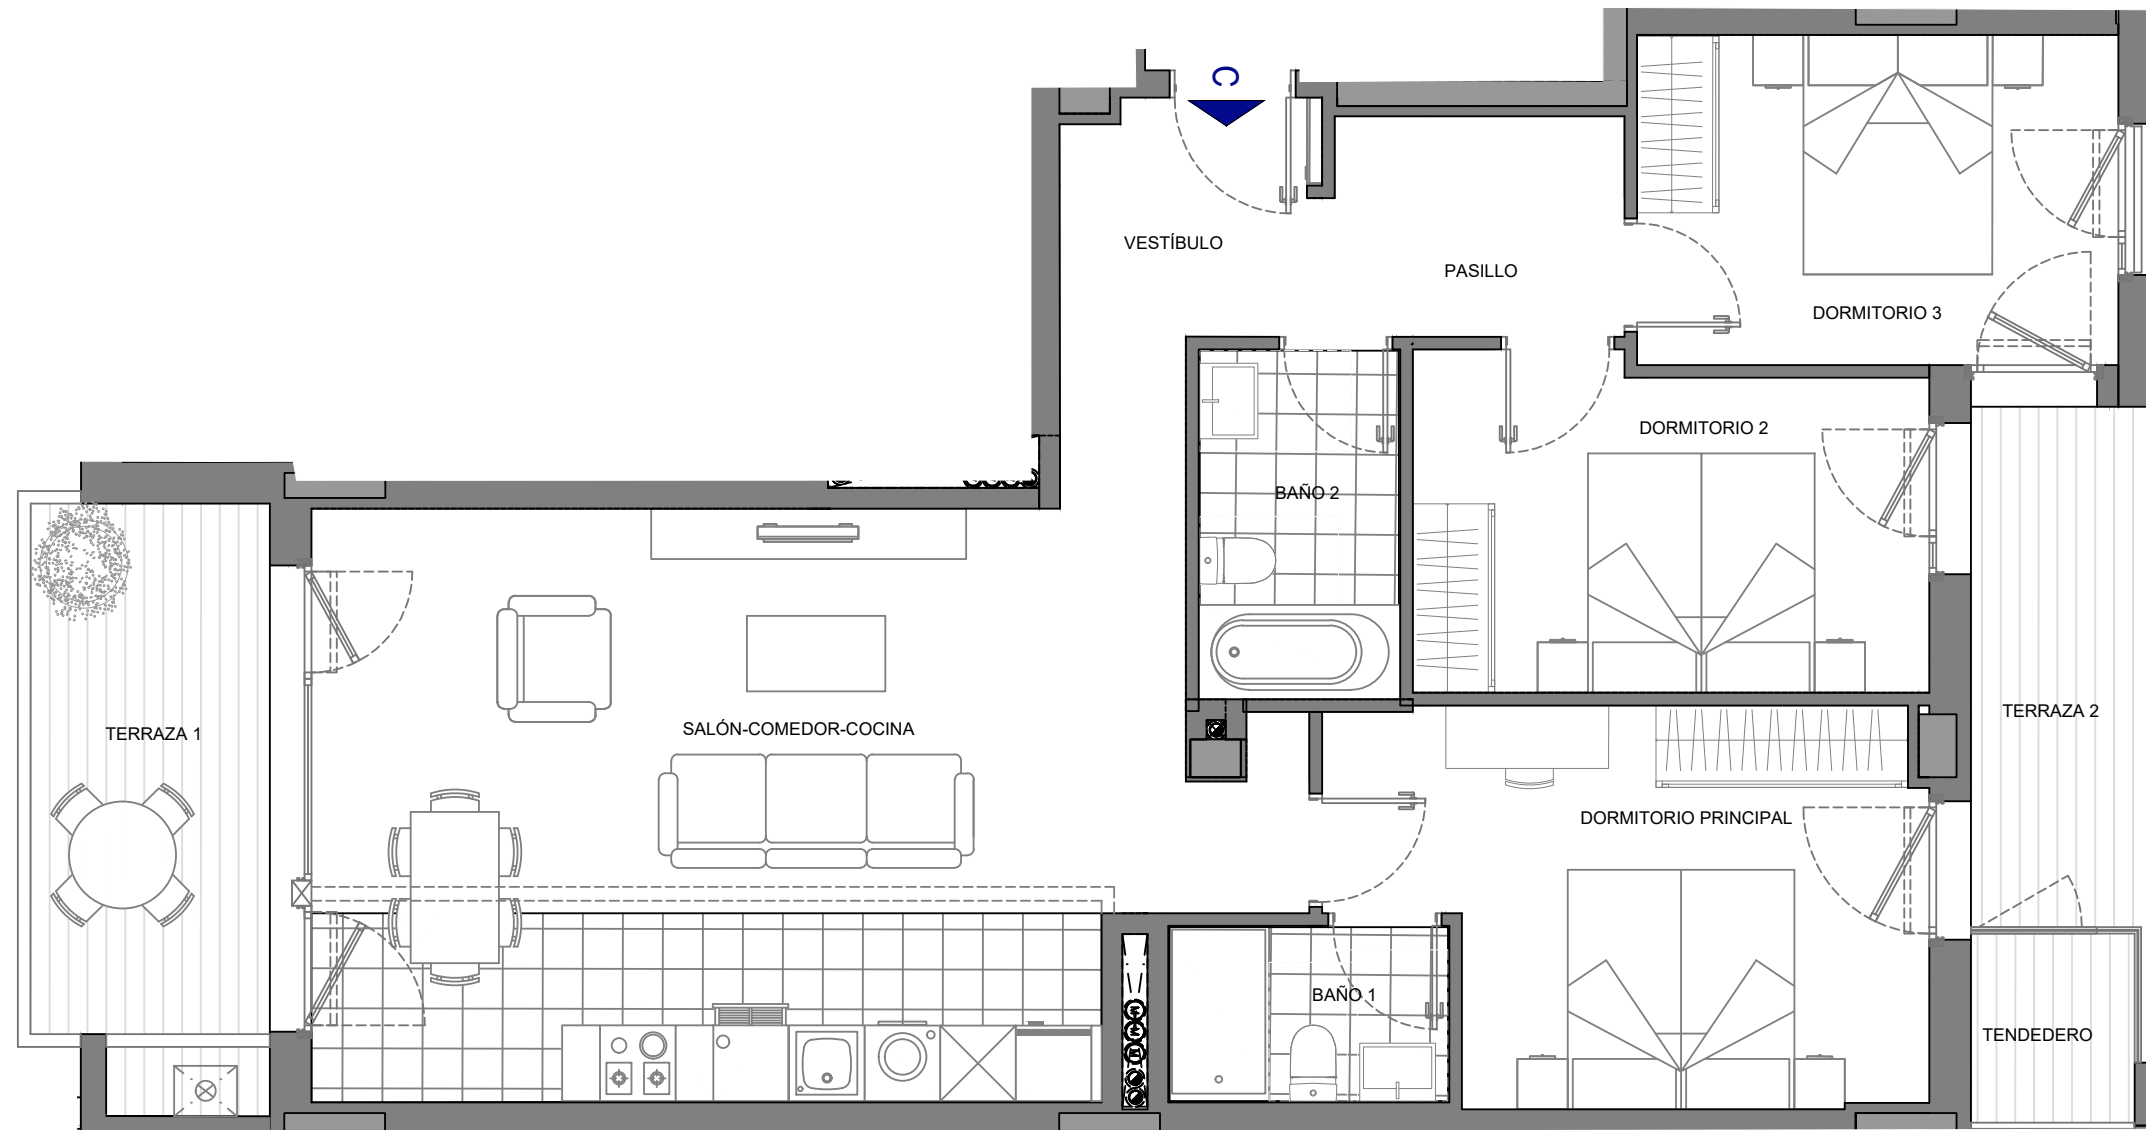 C
VESTÍBULO
PASILLO
DORMITORIO 3
DORMITORIO 2
BAÑO 2
TERRAZA 2
SALÓN-COMEDOR-COCINA
TERRAZA 1
DORMITORIO PRINCIPAL
BAÑO 1
TENDEDERO